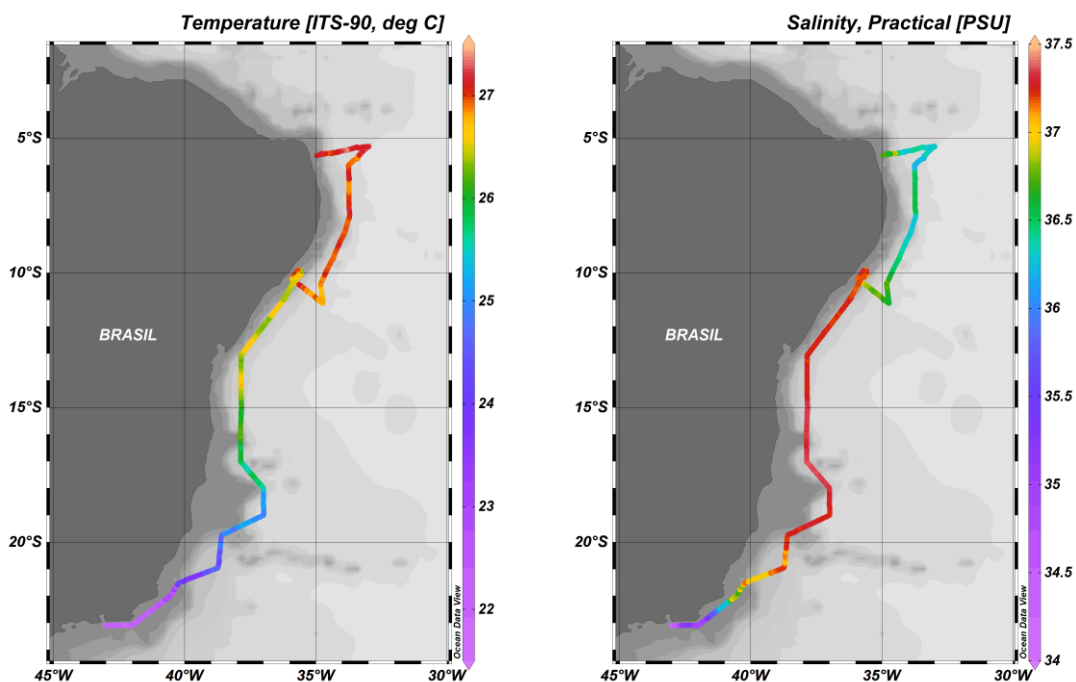 Temperature [ITS-90, deg C]
27
26
25
24
23
22
5°S
10°S
15°S
20°S
BRASIL
45°W
40°W
35°W
30°W
Ocean Data View
Salinity, Practical [PSU]
37.5
37
36.5
36
35.5
35
34.5
34
5°S
10°S
15°S
20°S
BRASIL
45°W
40°W
35°W
30°W
Ocean Data View